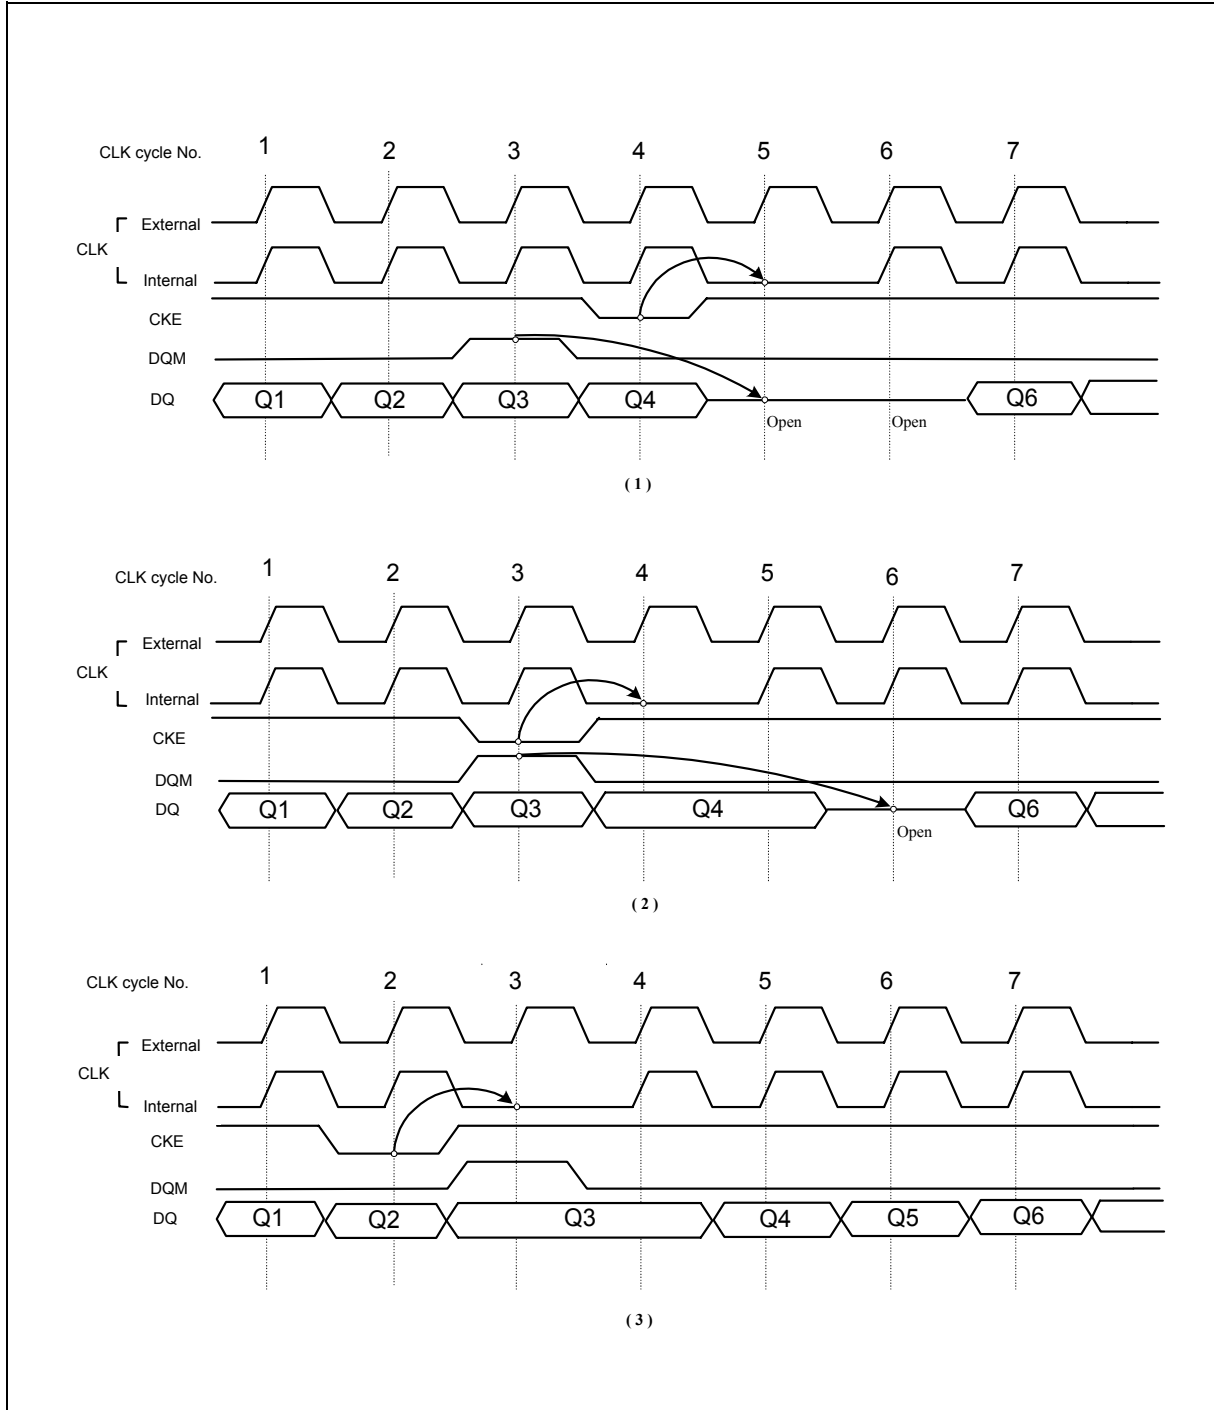 CLK cycle No. 1 2 3 4 5 6 7
External
CLK
Internal
CKE
DQM
DQ Q1 Q2 Q3 Q4 Q6
Open Open
( 1 )
CLK cycle No. 1 2 3 4 5 6 7
External
CLK
Internal
CKE
DQM
DQ Q1 Q2 Q3 Q4 Q6
Open
( 2 )
CLK cycle No. 1 2 3 4 5 6 7
External
CLK
Internal
CKE
DQM
DQ Q1 Q2 Q3 Q4 Q5 Q6
( 3 )